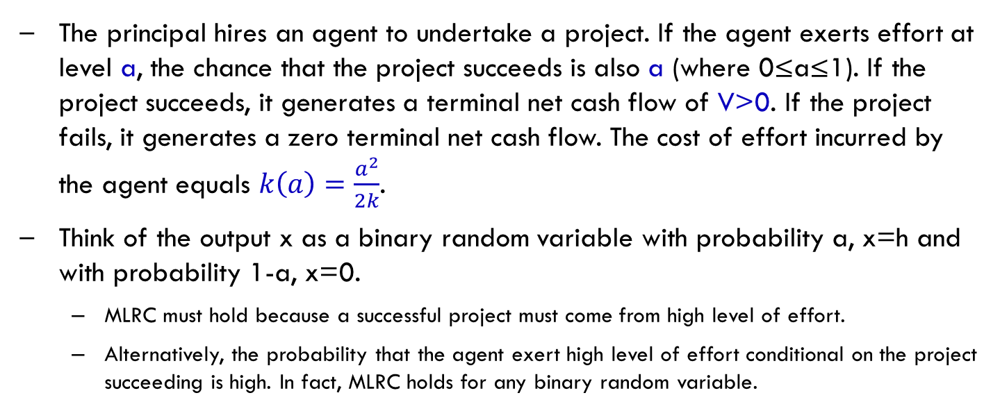 – The principal hires an agent to undertake a project. If the agent exerts effort at
level a, the chance that the project succeeds is also a (where 0≤a≤1). If the
project succeeds, it generates a terminal net cash flow of V>0. If the project
fails, it generates a zero terminal net cash flow. The cost of effort incurred by
the agent equals k(a) = a²/2k.
– Think of the output x as a binary random variable with probability a, x=h and
with probability 1-a, x=0.
– MLRC must hold because a successful project must come from high level of effort.
– Alternatively, the probability that the agent exert high level of effort conditional on the project
succeeding is high. In fact, MLRC holds for any binary random variable.